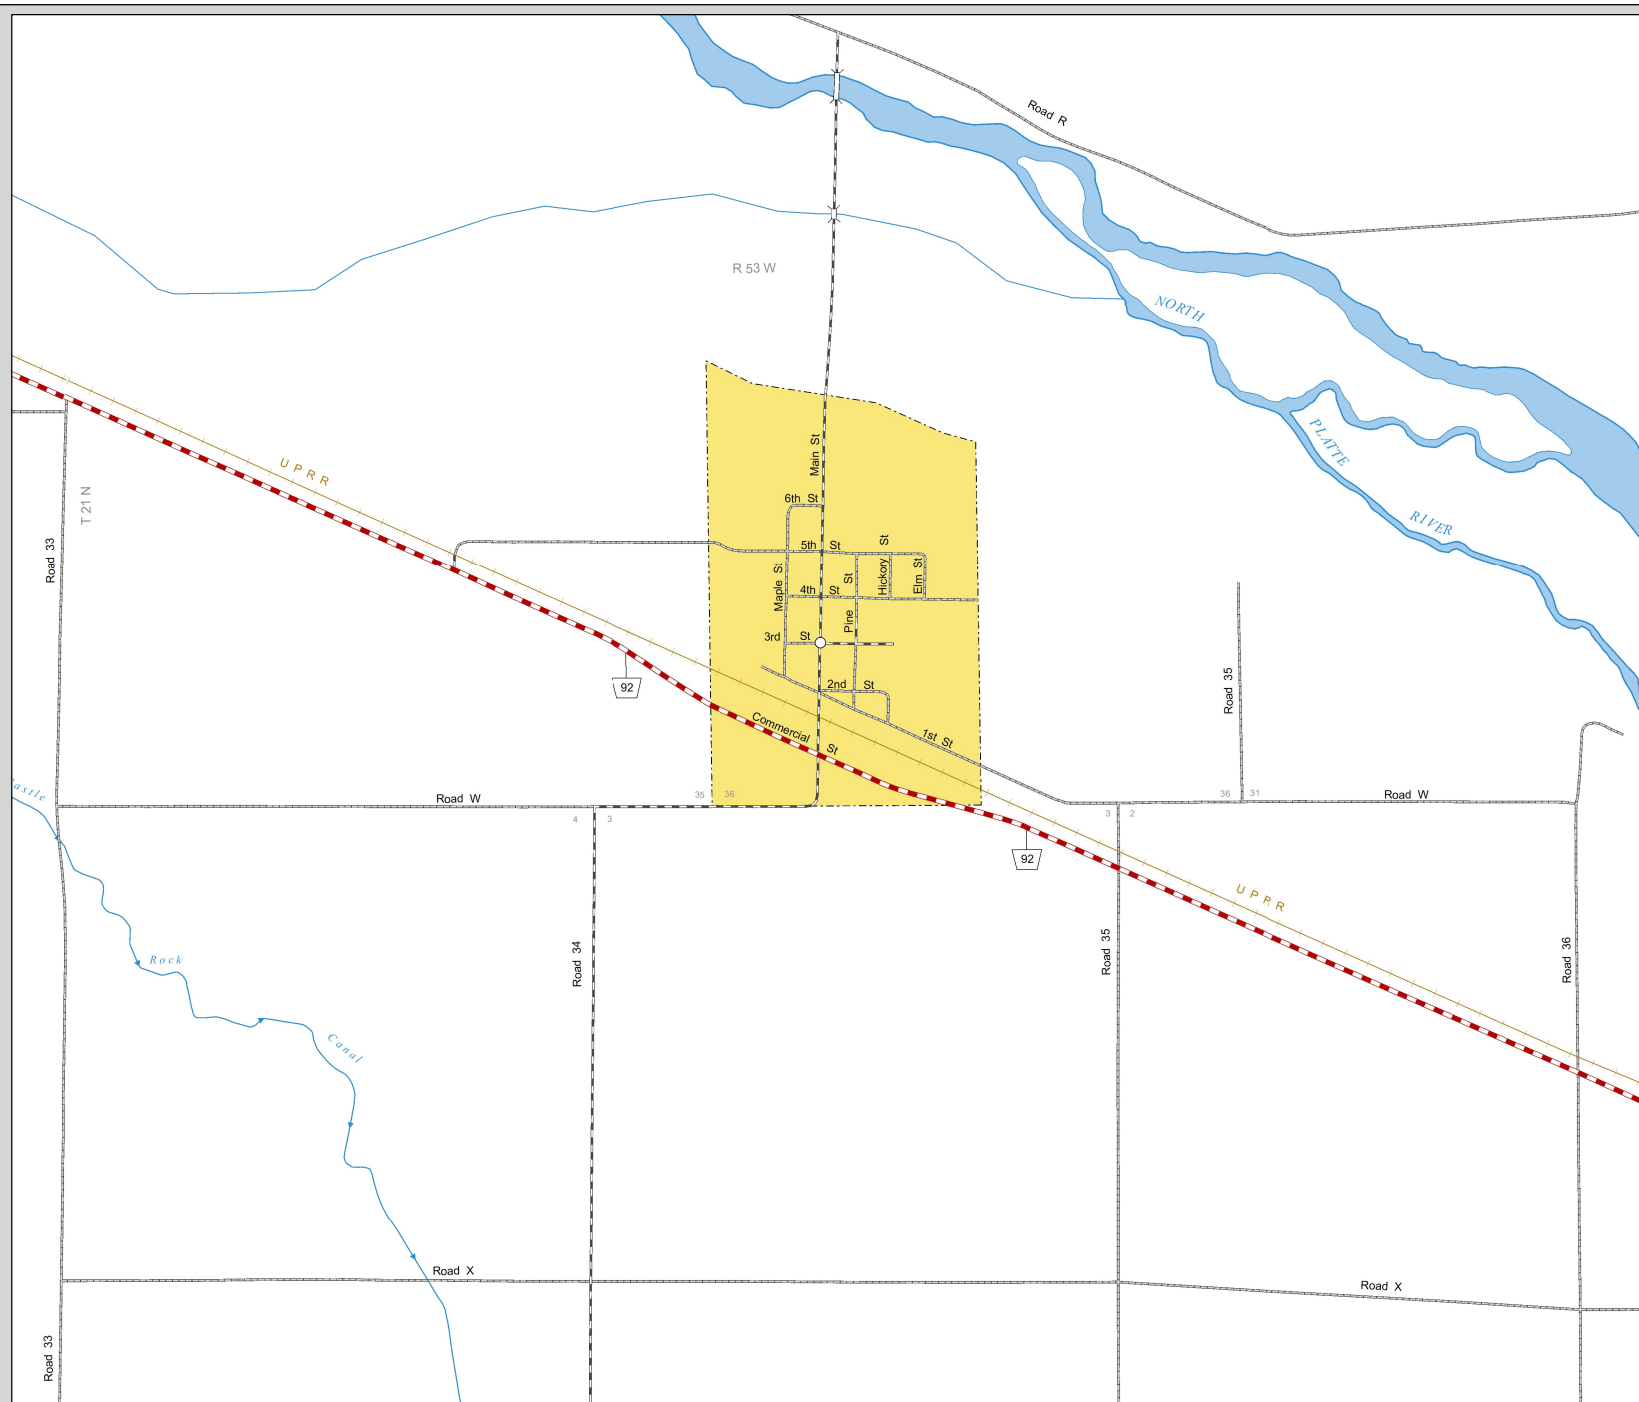 Road R
R 53 W
NORTH
PLATTE
RIVER
U P R R
T 21 N
Road 33
Main St
6th St
5th St
Maple St
Hickory St
Elm St
4th St
Pine St
3rd St
2nd St
1st St
Commercial St
92
Road 35
35 36
36 31
Road W
Road W
4 3
3 2
92
U P R R
Rock
Canal
Road 34
Road 35
Road 36
Road X
Road X
Road 33